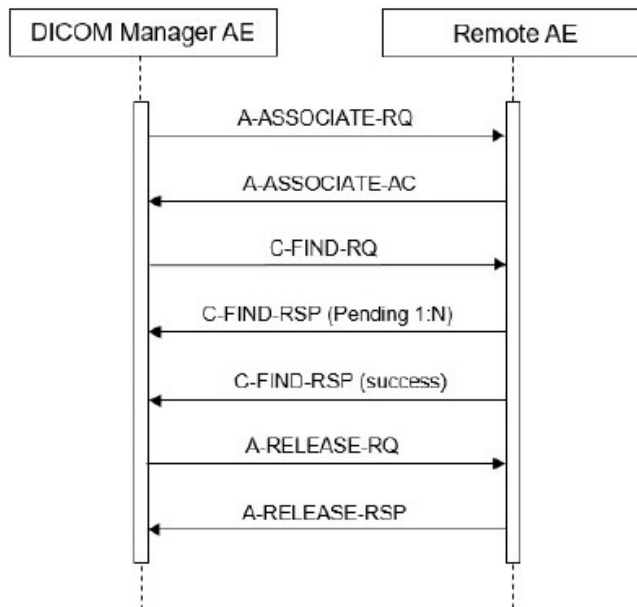 DICOM Manager AE
Remote AE
A-ASSOCIATE-RQ
A-ASSOCIATE-AC
C-FIND-RQ
C-FIND-RSP (Pending 1:N)
C-FIND-RSP (success)
A-RELEASE-RQ
A-RELEASE-RSP